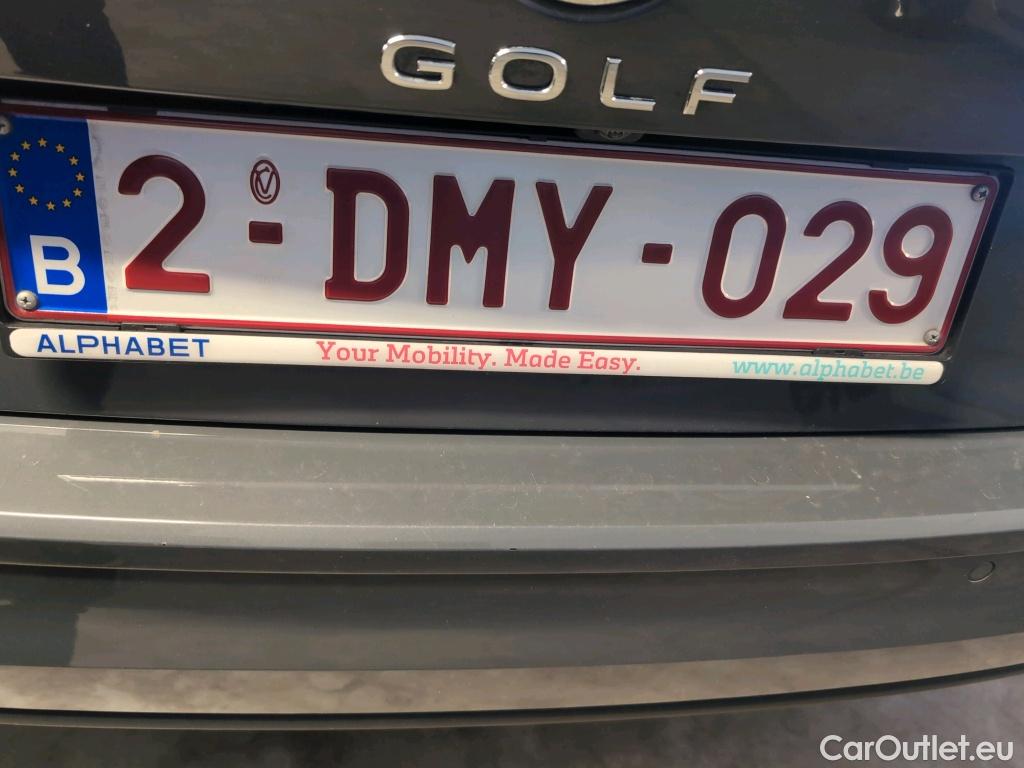 GOLF
B 2-DMY-029
ALPHABET Your Mobility. Made Easy. www.alphabet.be
CarOutlet.eu